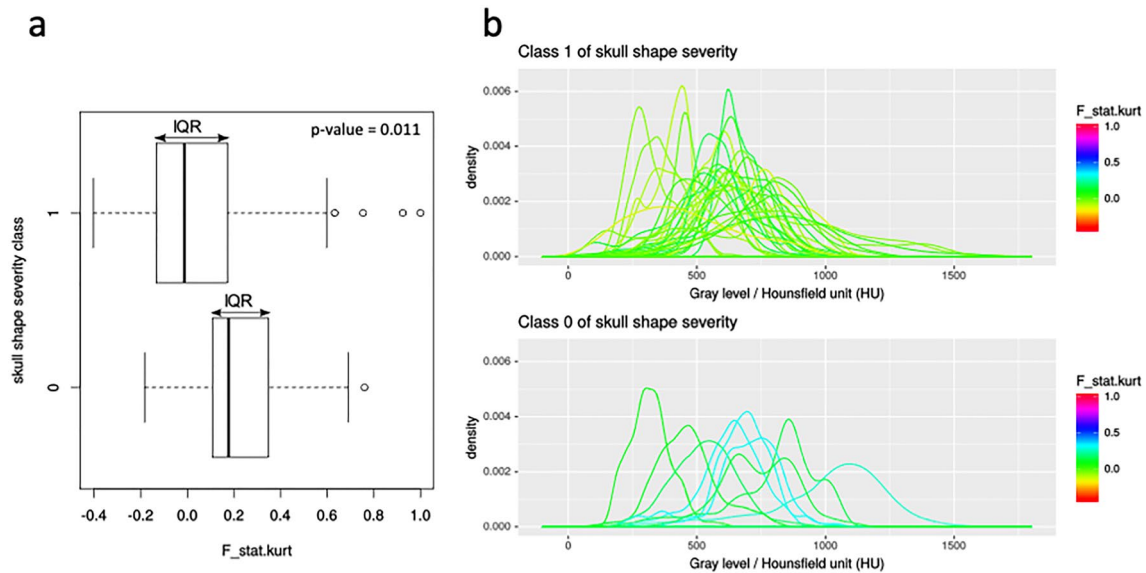 a
IQR
p-value = 0.011
1
IQR
0
skull shape severity class
-0.4 -0.2 0.0 0.2 0.4 0.6 0.8 1.0
F_stat.kurt
b
Class 1 of skull shape severity
0.006
0.004
0.002
0.000
density
0 500 1000 1500
Gray level / Hounsfield unit (HU)
F_stat.kurt
1.0
0.5
0.0
Class 0 of skull shape severity
0.006
0.004
0.002
0.000
density
0 500 1000 1500
Gray level / Hounsfield unit (HU)
F_stat.kurt
1.0
0.5
0.0